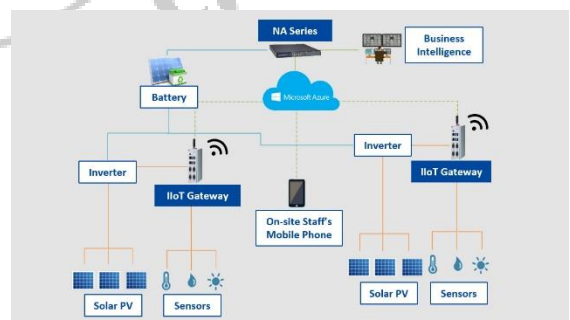 NA Series
Business
Intelligence
Battery
Microsoft Azure
Inverter
Inverter
IIoT Gateway
IIoT Gateway
On-site Staff's
Mobile Phone
Solar PV
Sensors
Solar PV
Sensors